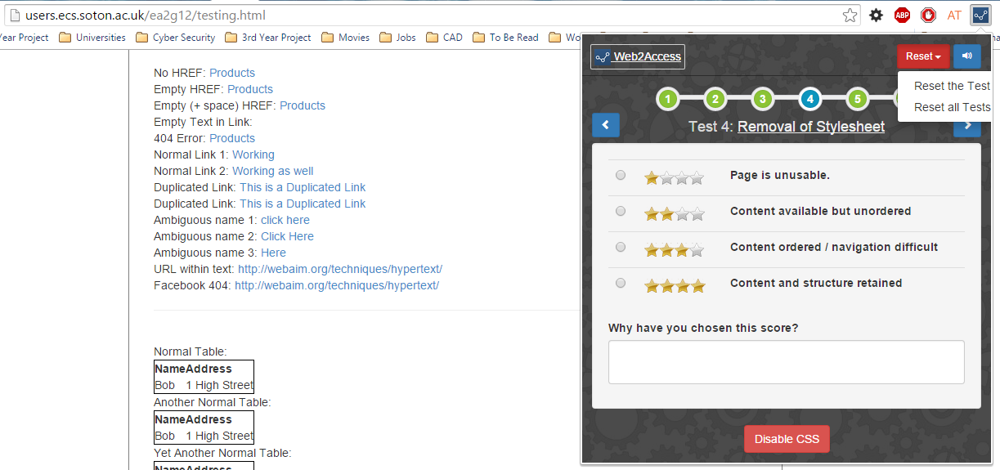 users.ecs.soton.ac.uk/ea2g12/testing.html
ABP
AT
Year Project
Universities
Cyber Security
3rd Year Project
Movies
Jobs
CAD
To Be Read
No HREF: Products
Empty HREF: Products
Empty (+ space) HREF: Products
Empty Text in Link:
404 Error: Products
Normal Link 1: Working
Normal Link 2: Working as well
Duplicated Link: This is a Duplicated Link
Duplicated Link: This is a Duplicated Link
Ambiguous name 1: click here
Ambiguous name 2: Click Here
Ambiguous name 3: Here
URL within text: http://webaim.org/techniques/hypertext/
Facebook 404: http://webaim.org/techniques/hypertext/
Normal Table:
NameAddress
Bob 1 High Street
Another Normal Table:
NameAddress
Bob 1 High Street
Yet Another Normal Table:
NameAddress
Web2Access
Reset
Reset the Test
Reset all Tests
1 2 3 4 5
Test 4: Removal of Stylesheet
Page is unusable.
Content available but unordered
Content ordered / navigation difficult
Content and structure retained
Why have you chosen this score?
Disable CSS